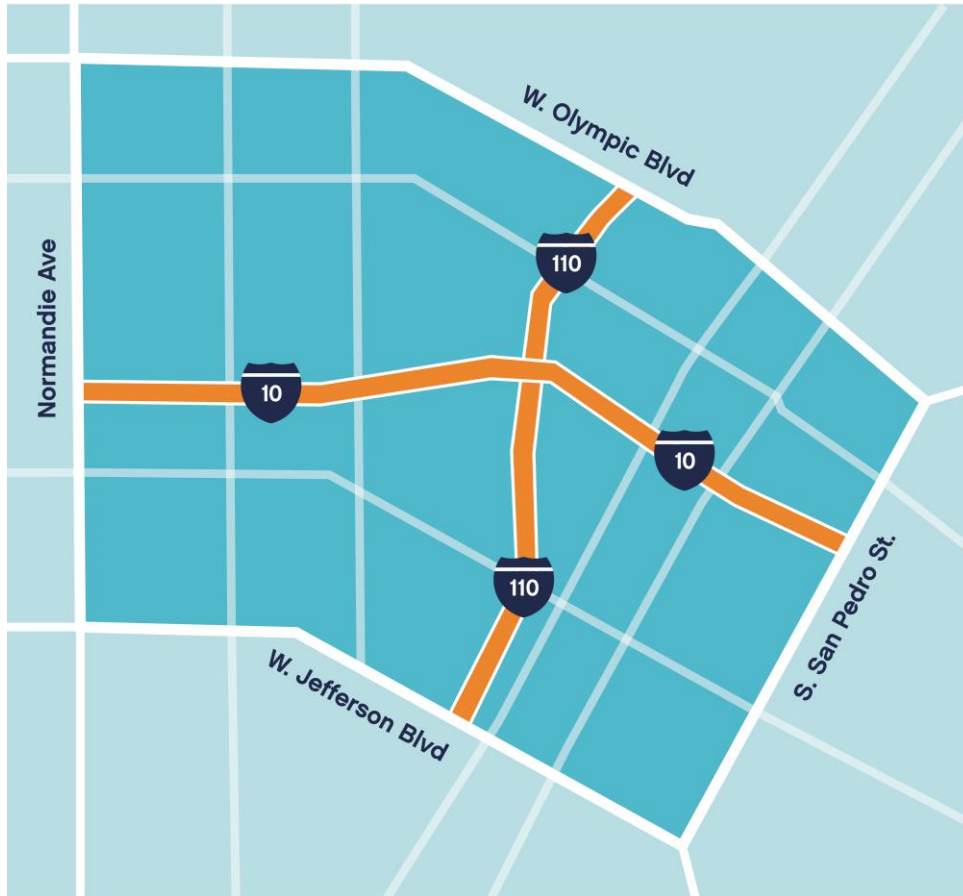 W. Olympic Blvd
110
Normandie Ave
10
10
110
S. San Pedro St.
W. Jefferson Blvd